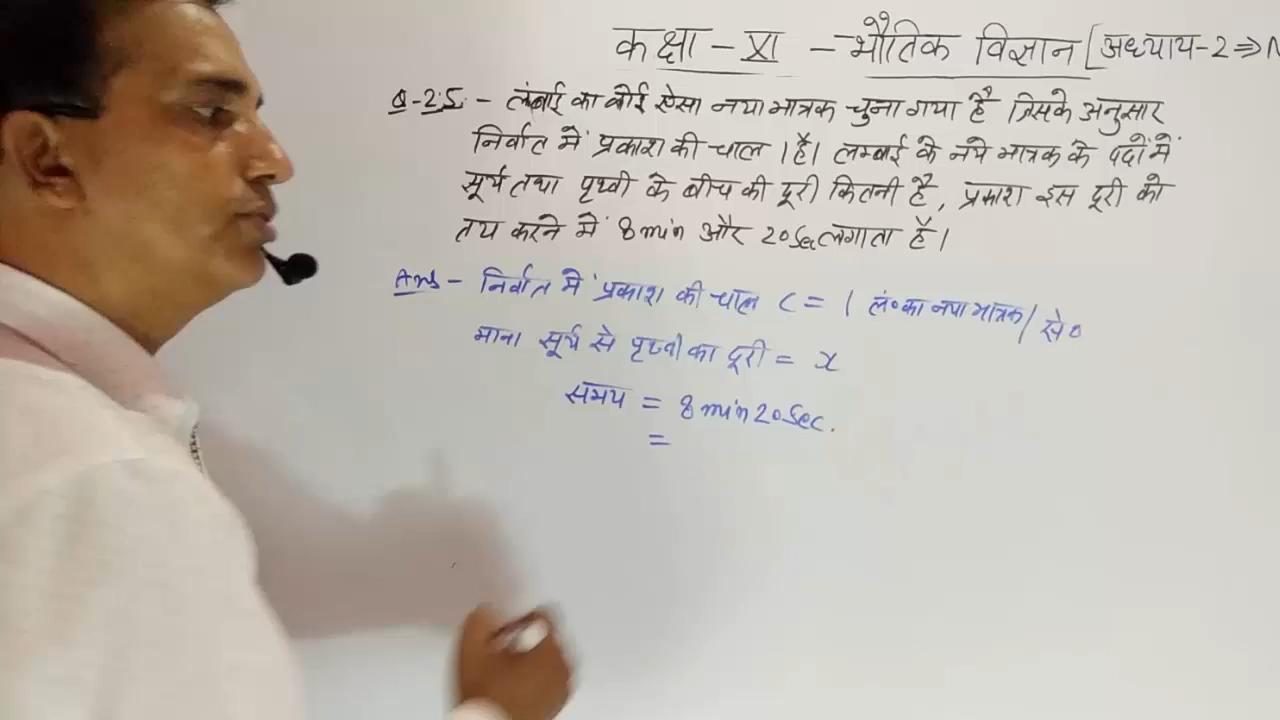 कक्षा - XI - भौतिक विज्ञान [अध्याय-2 ⇒ N
Q-2.5 :- लंबाई का कोई ऐसा नया मात्रक चुना गया है जिसके अनुसार
निर्वात में प्रकाश की चाल 1 है। लम्बाई के नये मात्रक के पदों में
सूर्य तथा पृथ्वी के बीच की दूरी कितनी है, प्रकाश इस दूरी को
तय करने में 8 min और 20 Sec लगाता है।
Ans - निर्वात में प्रकाश की चाल C = 1 लं० का नया मात्रक / से०
माना सूर्य से पृथ्वी का दूरी = x
समय = 8 min 20 Sec.
=